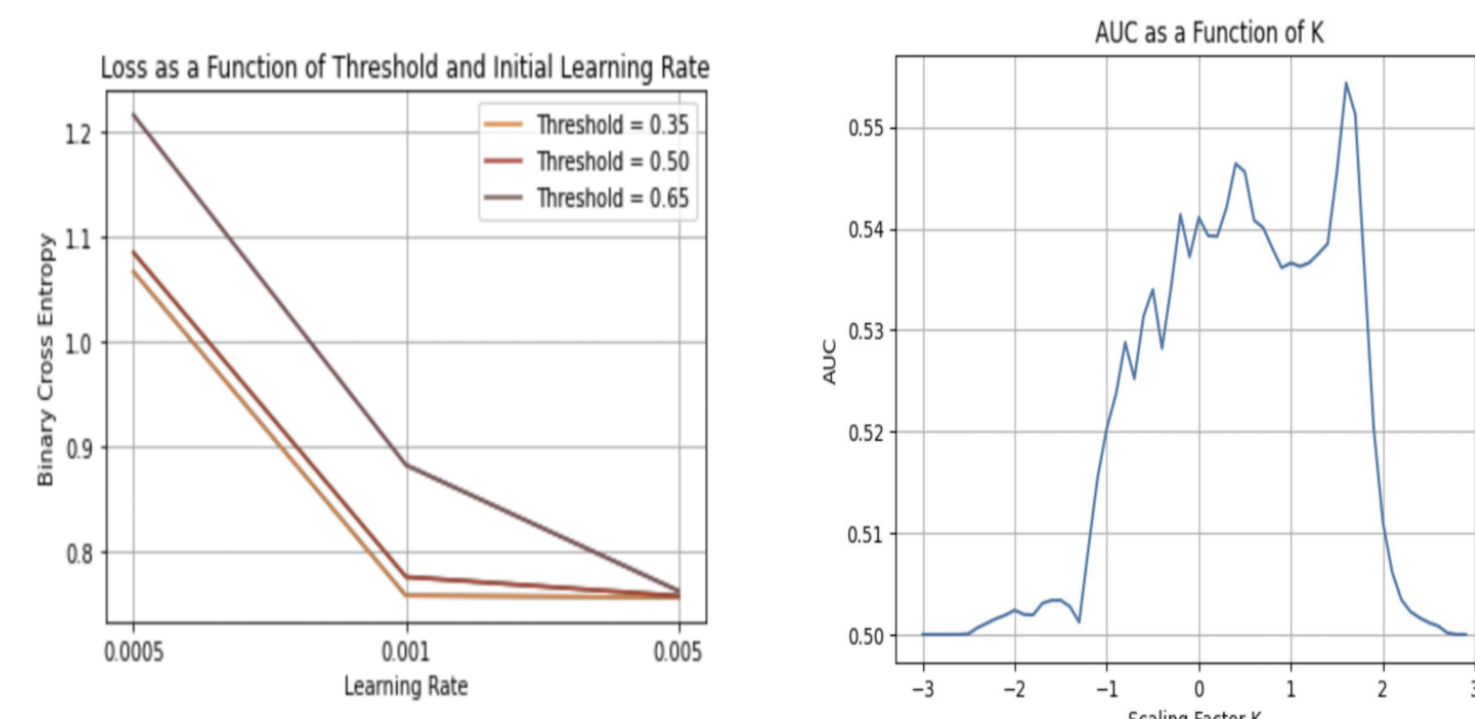 Loss as a Function of Threshold and Initial Learning Rate
Binary Cross Entropy
1.2
1.1
1.0
0.9
0.8
Threshold = 0.35
Threshold = 0.50
Threshold = 0.65
0.0005 0.001 0.005
Learning Rate
AUC as a Function of K
AUC
0.55
0.54
0.53
0.52
0.51
0.50
−3 −2 −1 0 1 2 3
Scaling Factor K